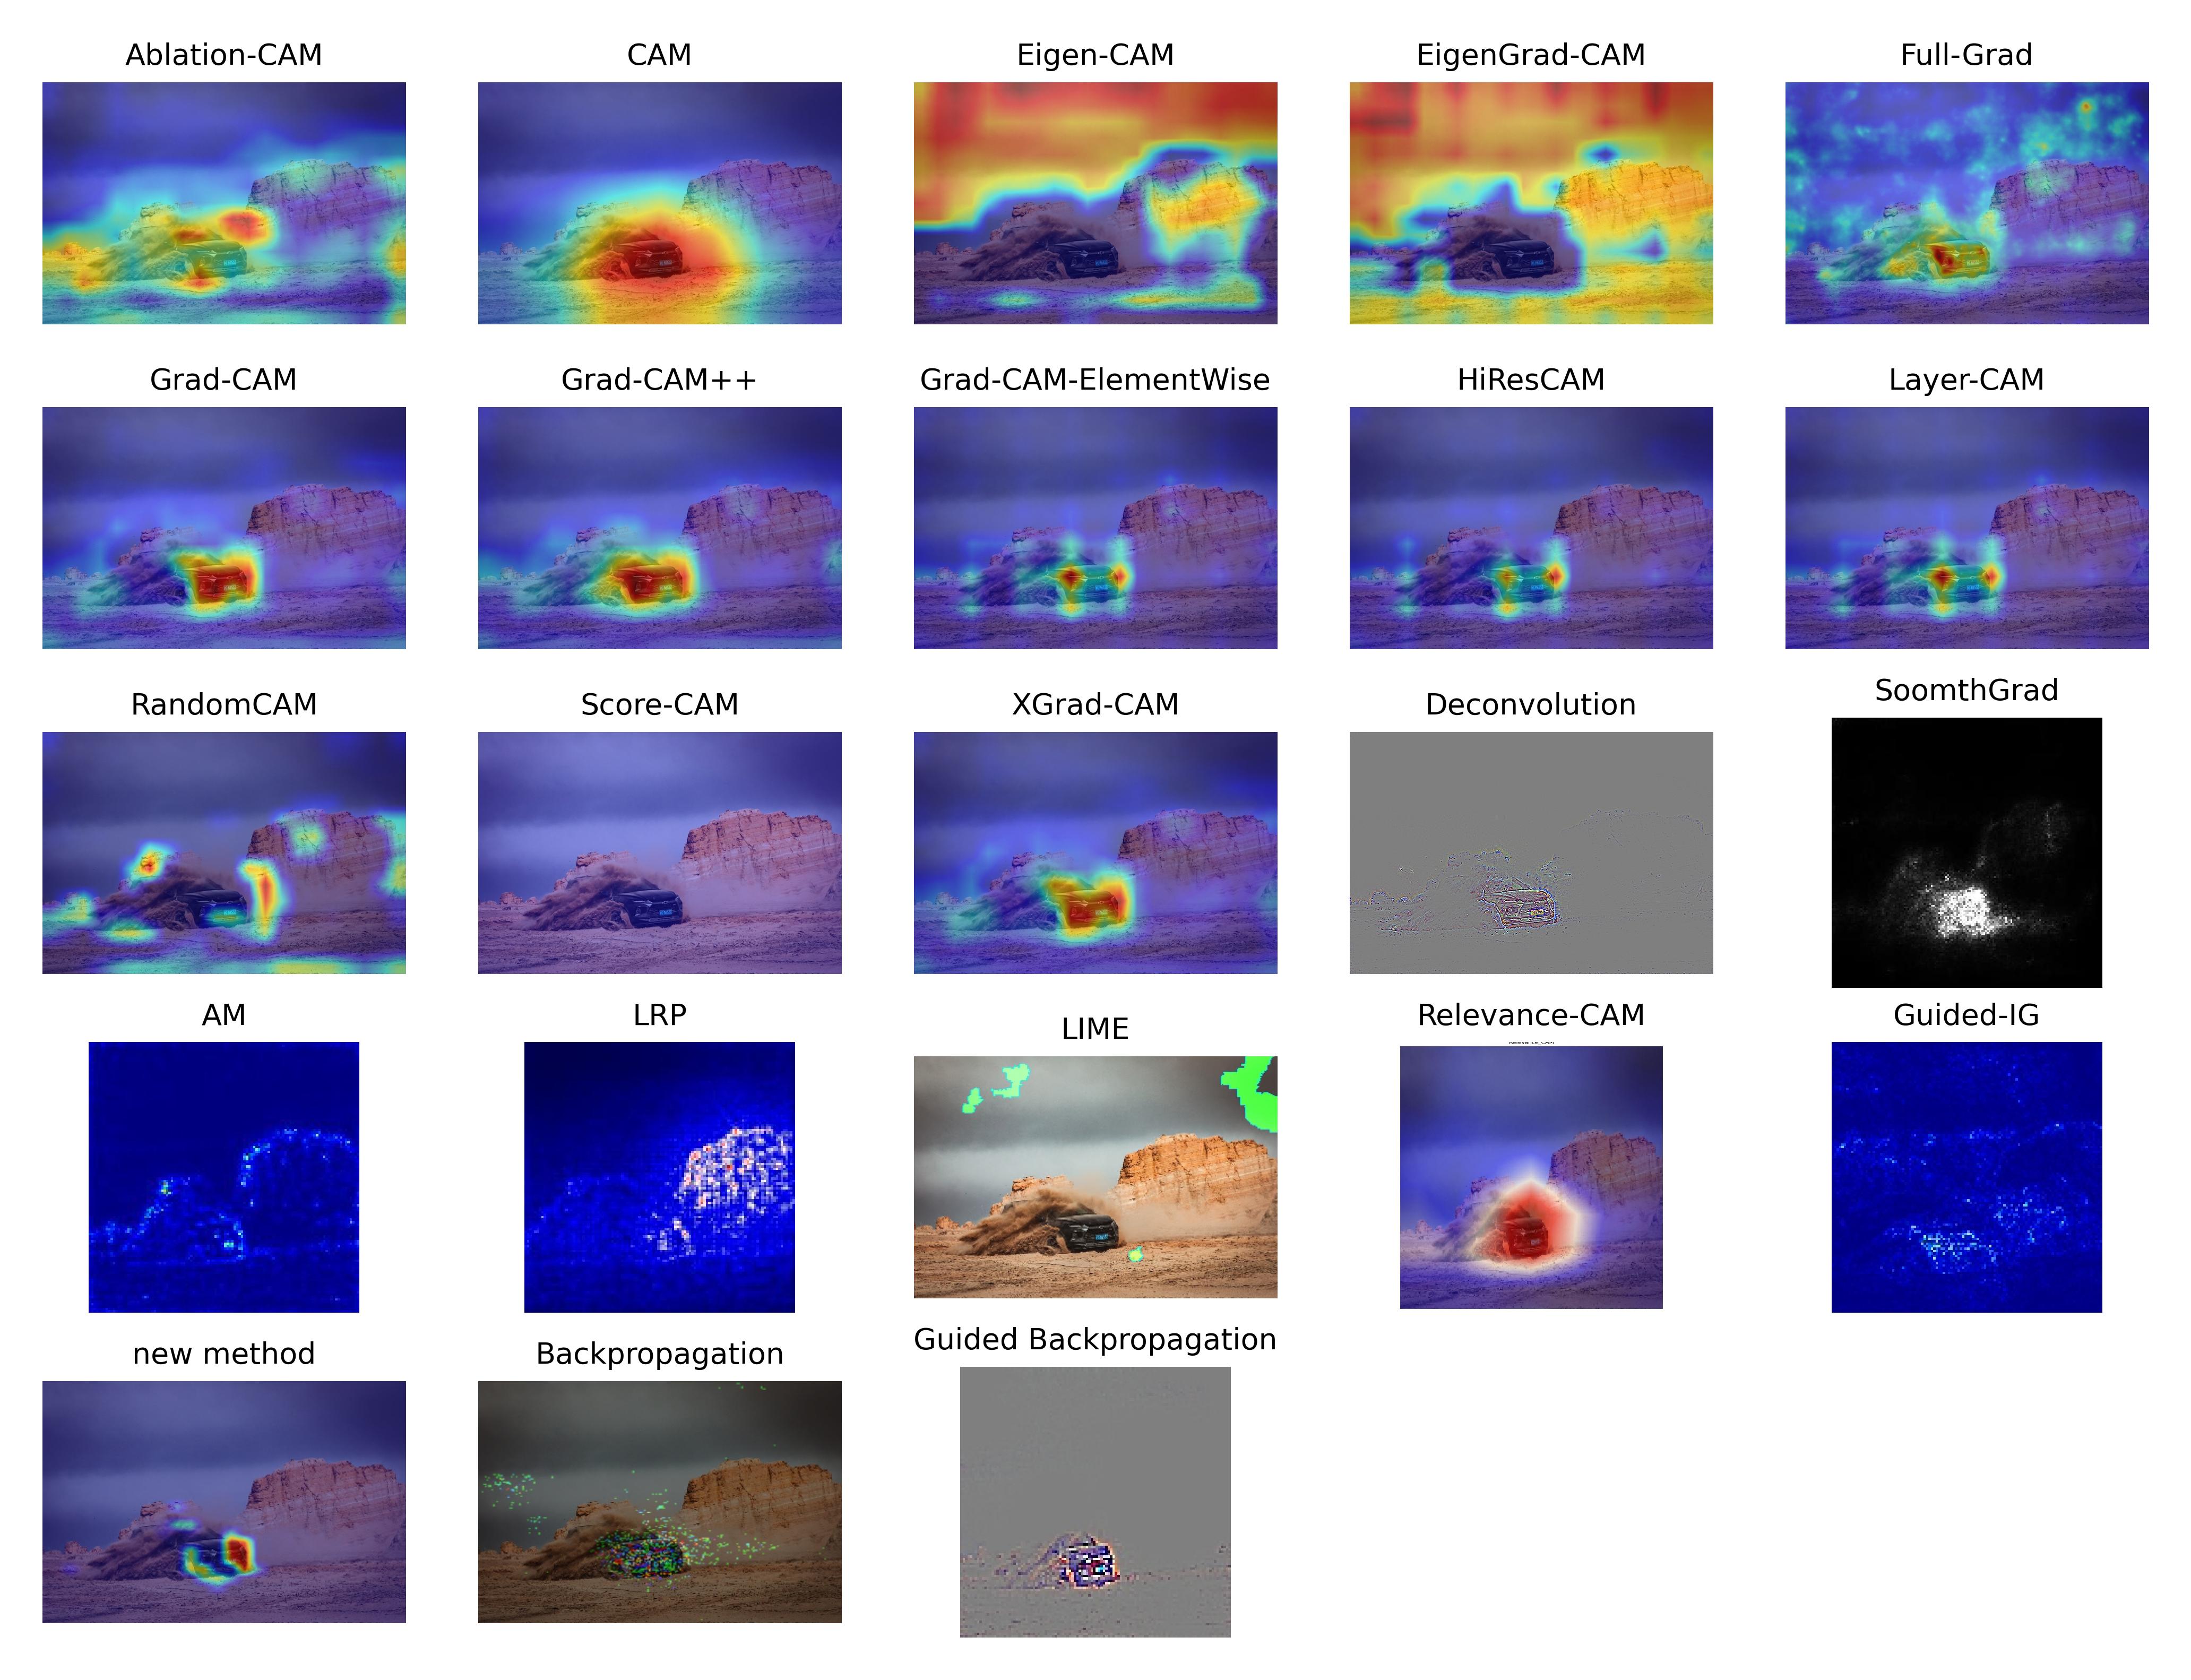 Ablation-CAM
CAM
Eigen-CAM
EigenGrad-CAM
Full-Grad
Grad-CAM
Grad-CAM++
Grad-CAM-ElementWise
HiResCAM
Layer-CAM
RandomCAM
Score-CAM
XGrad-CAM
Deconvolution
SoomthGrad
AM
LRP
LIME
Relevance-CAM
Guided-IG
new method
Backpropagation
Guided Backpropagation